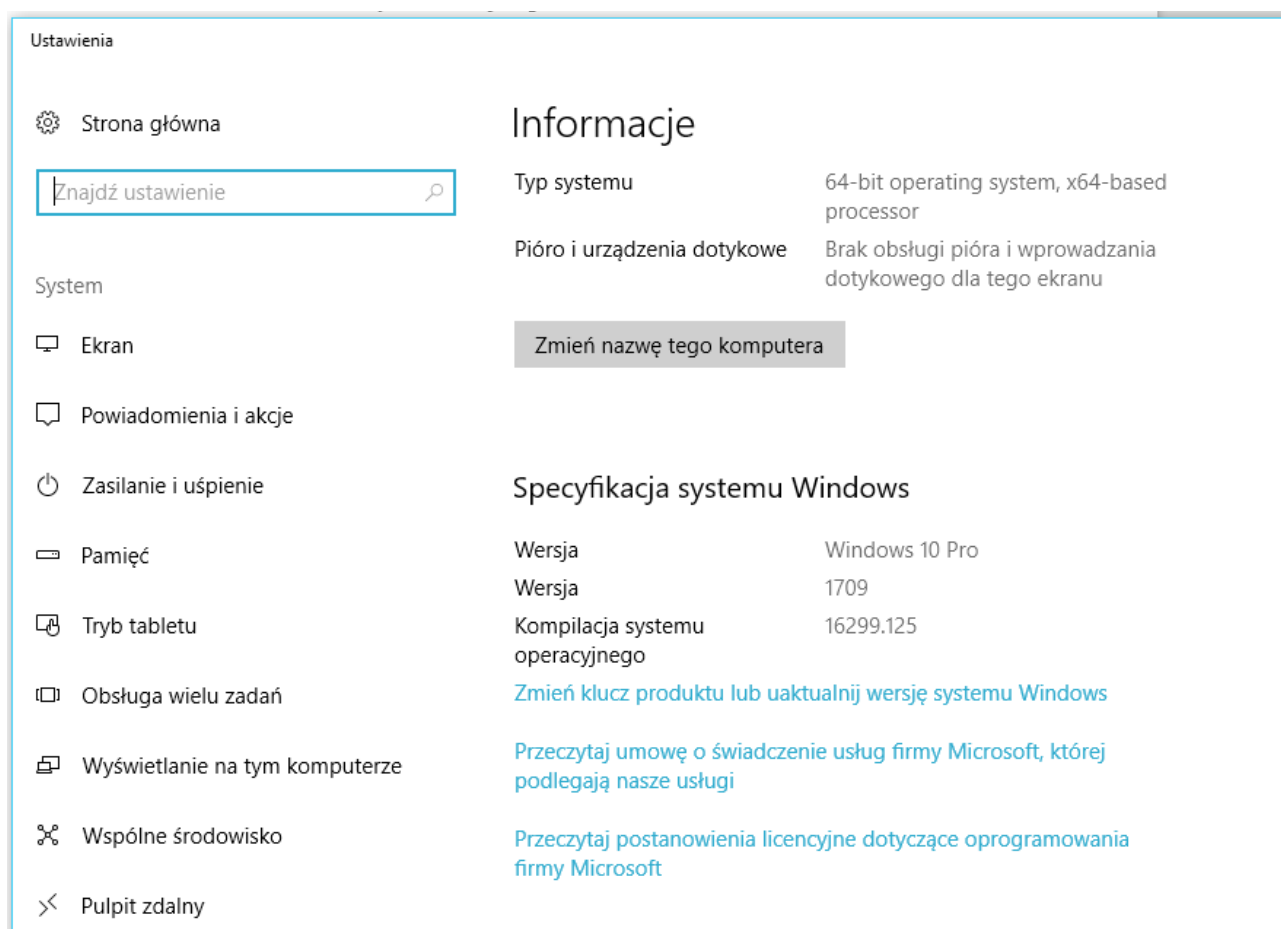 Ustawienia
Strona główna
Znajdź ustawienie
System
Ekran
Powiadomienia i akcje
Zasilanie i uśpienie
Pamięć
Tryb tabletu
Obsługa wielu zadań
Wyświetlanie na tym komputerze
Wspólne środowisko
Pulpit zdalny
Informacje
Typ systemu
64-bit operating system, x64-based
processor
Pióro i urządzenia dotykowe
Brak obsługi pióra i wprowadzania
dotykowego dla tego ekranu
Zmień nazwę tego komputera
Specyfikacja systemu Windows
Wersja
Windows 10 Pro
Wersja
1709
Kompilacja systemu
operacyjnego
16299.125
Zmień klucz produktu lub uaktualnij wersję systemu Windows
Przeczytaj umowę o świadczenie usług firmy Microsoft, której
podlegają nasze usługi
Przeczytaj postanowienia licencyjne dotyczące oprogramowania
firmy Microsoft